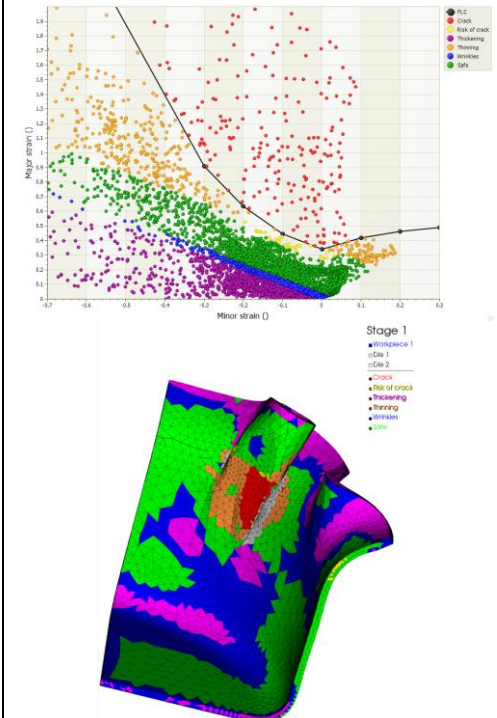 Major strain ()
1.9
1.8
1.7
1.6
1.5
1.4
1.3
1.2
1.1
1
0.9
0.8
0.7
0.6
0.5
0.4
0.3
0.2
0.1
0
-0.7 -0.6 -0.5 -0.4 -0.3 -0.2 -0.1 0 0.1 0.2 0.3
Minor strain ()
FLC
Crack
Risk of crack
Thickening
Thinning
Wrinkles
Safe
Stage 1
Workpiece 1
Die 1
Die 2
Crack
Risk of crack
Thickening
Thinning
Wrinkles
Safe